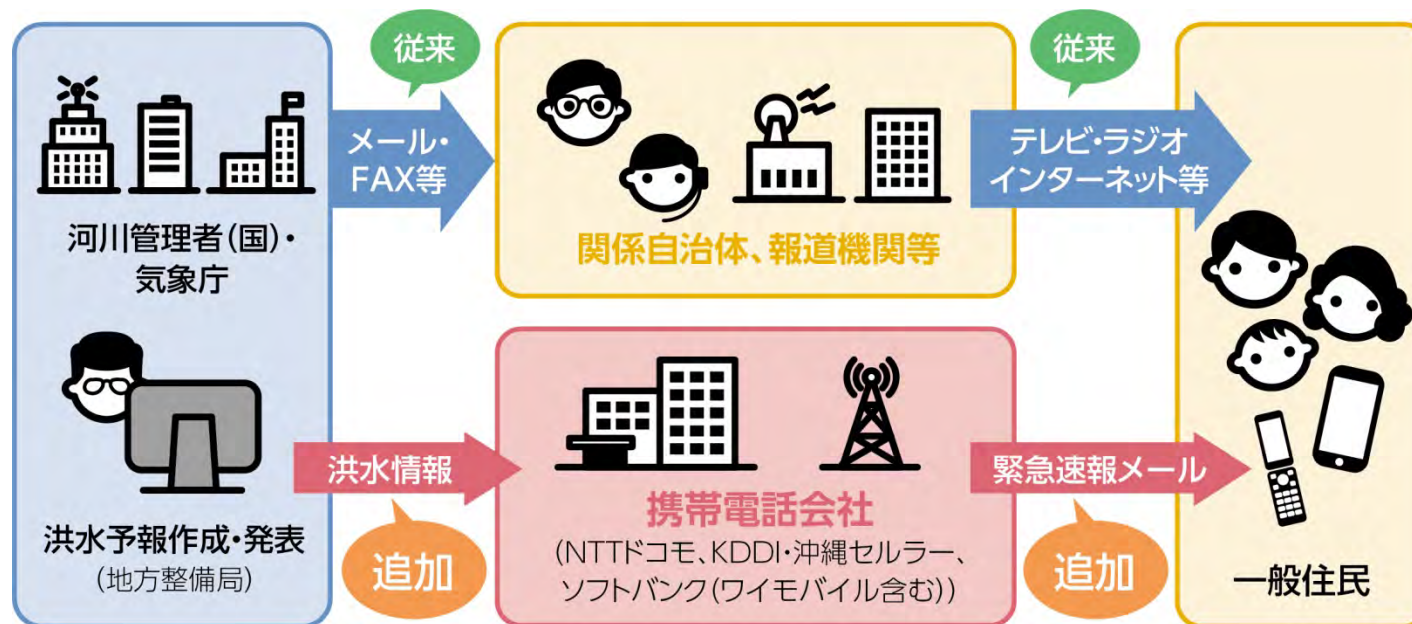 河川管理者(国)・
気象庁
洪水予報作成・発表
(地方整備局)
従来
メール・
FAX等
関係自治体、報道機関等
従来
テレビ・ラジオ
インターネット等
洪水情報
追加
携帯電話会社
(NTTドコモ、KDDI・沖縄セルラー、
ソフトバンク(ワイモバイル含む))
緊急速報メール
追加
一般住民